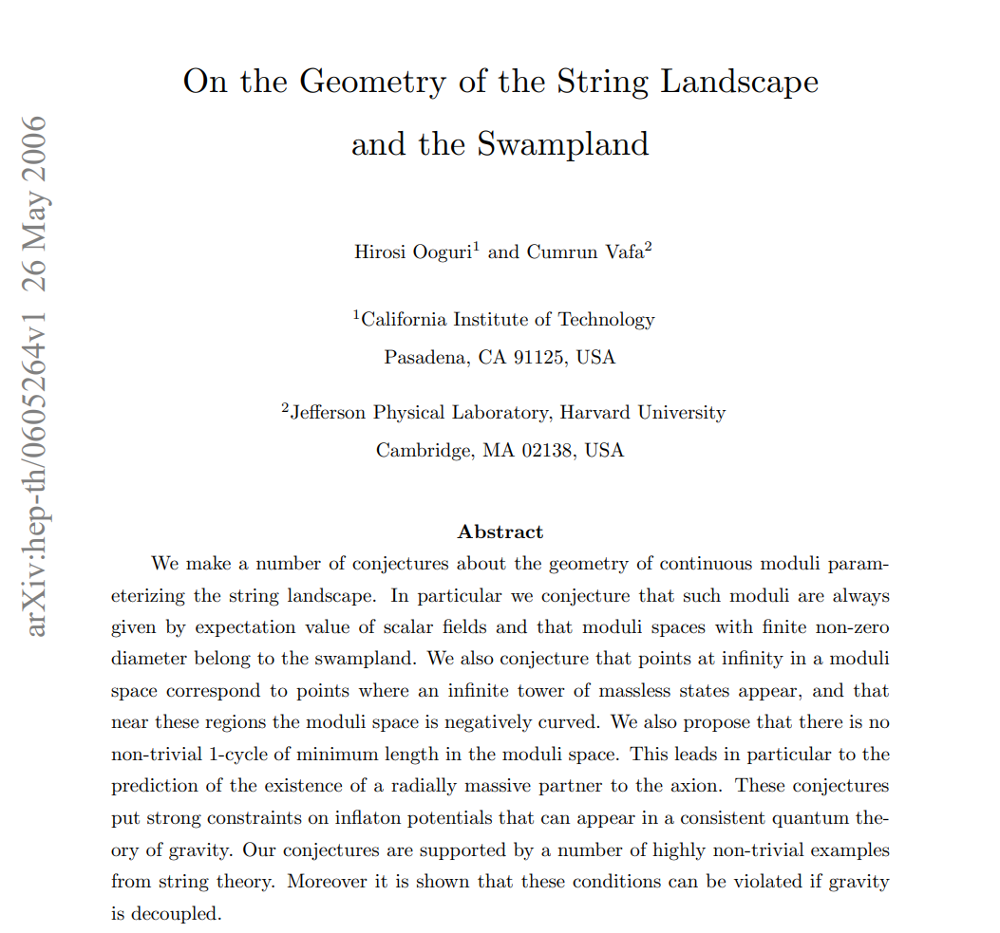 On the Geometry of the String Landscape
and the Swampland
Hirosi Ooguri¹ and Cumrun Vafa²
¹California Institute of Technology
Pasadena, CA 91125, USA
²Jefferson Physical Laboratory, Harvard University
Cambridge, MA 02138, USA
Abstract
We make a number of conjectures about the geometry of continuous moduli param-
eterizing the string landscape. In particular we conjecture that such moduli are always
given by expectation value of scalar fields and that moduli spaces with finite non-zero
diameter belong to the swampland. We also conjecture that points at infinity in a moduli
space correspond to points where an infinite tower of massless states appear, and that
near these regions the moduli space is negatively curved. We also propose that there is no
non-trivial 1-cycle of minimum length in the moduli space. This leads in particular to the
prediction of the existence of a radially massive partner to the axion. These conjectures
put strong constraints on inflaton potentials that can appear in a consistent quantum the-
ory of gravity. Our conjectures are supported by a number of highly non-trivial examples
from string theory. Moreover it is shown that these conditions can be violated if gravity
is decoupled.
arXiv:hep-th/0605264v1 26 May 2006